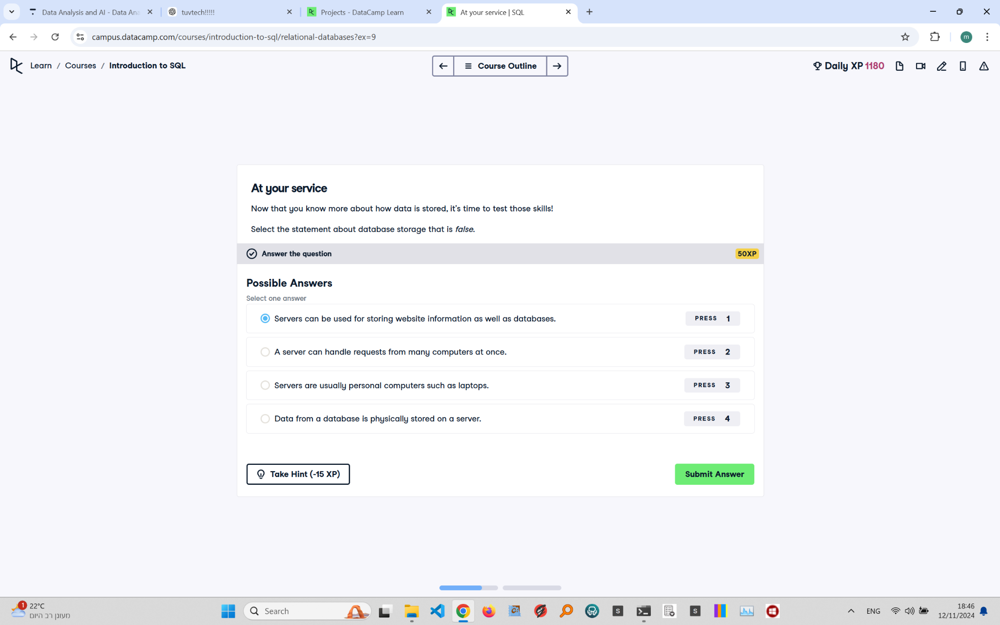 Data Analysis and AI - Data Ana
tuvtech!!!!!
Projects - DataCamp Learn
At your service | SQL
campus.datacamp.com/courses/introduction-to-sql/relational-databases?ex=9
m
Learn / Courses / Introduction to SQL
Course Outline
Daily XP 1180
At your service
Now that you know more about how data is stored, it's time to test those skills!
Select the statement about database storage that is false.
Answer the question
50XP
Possible Answers
Select one answer
Servers can be used for storing website information as well as databases.
PRESS 1
A server can handle requests from many computers at once.
PRESS 2
Servers are usually personal computers such as laptops.
PRESS 3
Data from a database is physically stored on a server.
PRESS 4
Take Hint (-15 XP)
Submit Answer
1
22°C
מעונן רב היום
Search
S
S
ENG
18:46
12/11/2024